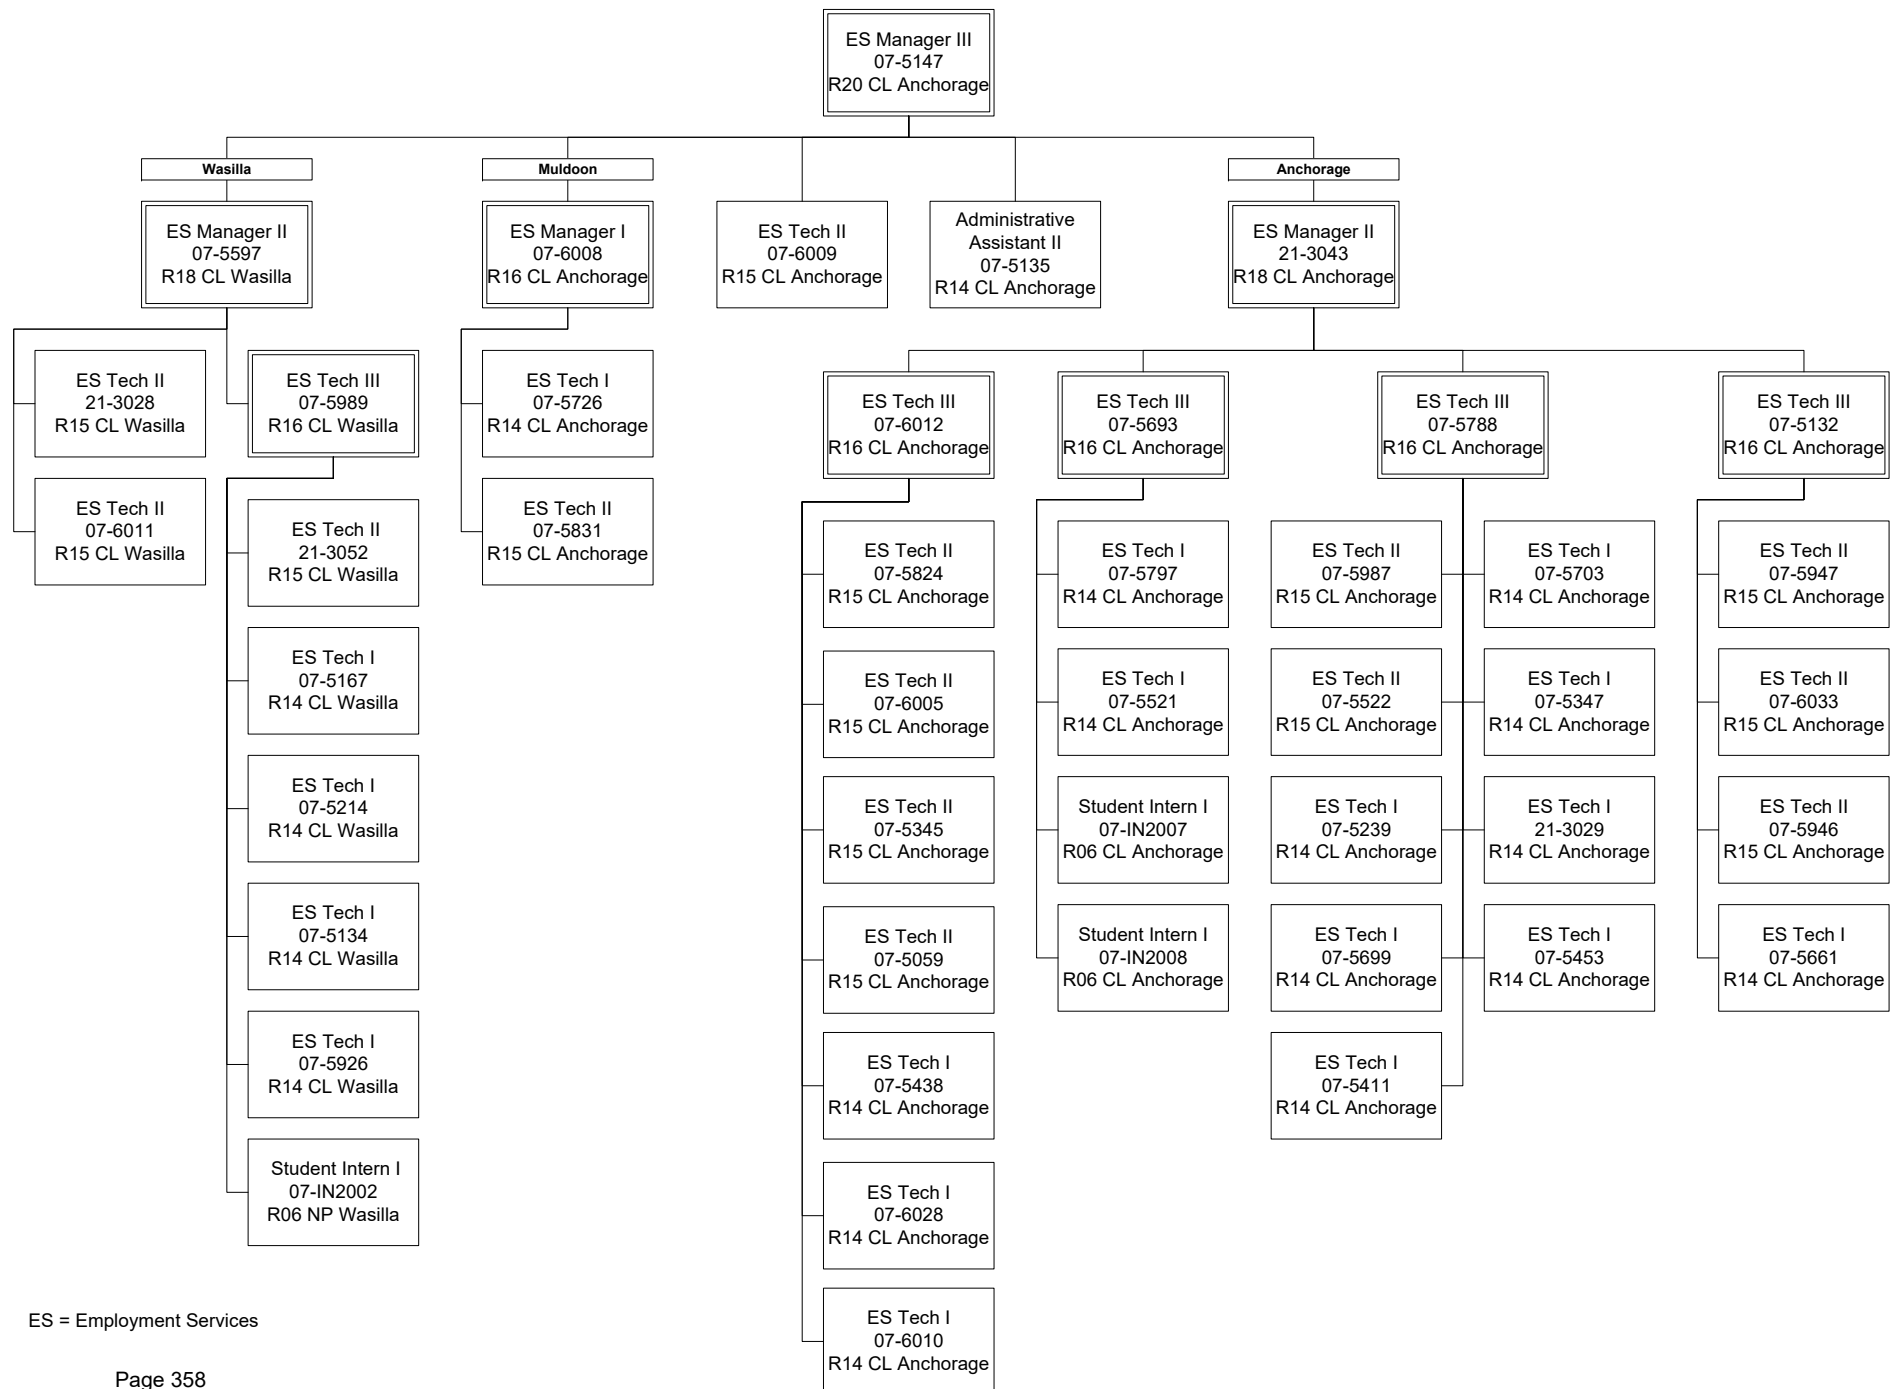 ES Manager III
07-5147
R20 CL Anchorage
Wasilla
Muldoon
Anchorage
ES Manager II
07-5597
R18 CL Wasilla
ES Manager I
07-6008
R16 CL Anchorage
ES Tech II
07-6009
R15 CL Anchorage
Administrative
Assistant II
07-5135
R14 CL Anchorage
ES Manager II
21-3043
R18 CL Anchorage
ES Tech II
21-3028
R15 CL Wasilla
ES Tech II
07-6011
R15 CL Wasilla
ES Tech III
07-5989
R16 CL Wasilla
ES Tech II
21-3052
R15 CL Wasilla
ES Tech I
07-5167
R14 CL Wasilla
ES Tech I
07-5214
R14 CL Wasilla
ES Tech I
07-5134
R14 CL Wasilla
ES Tech I
07-5926
R14 CL Wasilla
Student Intern I
07-IN2002
R06 NP Wasilla
ES Tech I
07-5726
R14 CL Anchorage
ES Tech II
07-5831
R15 CL Anchorage
ES Tech III
07-6012
R16 CL Anchorage
ES Tech II
07-5824
R15 CL Anchorage
ES Tech II
07-6005
R15 CL Anchorage
ES Tech II
07-5345
R15 CL Anchorage
ES Tech II
07-5059
R15 CL Anchorage
ES Tech I
07-5438
R14 CL Anchorage
ES Tech I
07-6028
R14 CL Anchorage
ES Tech I
07-6010
R14 CL Anchorage
ES Tech III
07-5693
R16 CL Anchorage
ES Tech I
07-5797
R14 CL Anchorage
ES Tech I
07-5521
R14 CL Anchorage
Student Intern I
07-IN2007
R06 CL Anchorage
Student Intern I
07-IN2008
R06 CL Anchorage
ES Tech III
07-5788
R16 CL Anchorage
ES Tech II
07-5987
R15 CL Anchorage
ES Tech II
07-5522
R15 CL Anchorage
ES Tech I
07-5239
R14 CL Anchorage
ES Tech I
07-5699
R14 CL Anchorage
ES Tech I
07-5411
R14 CL Anchorage
ES Tech I
07-5703
R14 CL Anchorage
ES Tech I
07-5347
R14 CL Anchorage
ES Tech I
21-3029
R14 CL Anchorage
ES Tech I
07-5453
R14 CL Anchorage
ES Tech III
07-5132
R16 CL Anchorage
ES Tech II
07-5947
R15 CL Anchorage
ES Tech II
07-6033
R15 CL Anchorage
ES Tech II
07-5946
R15 CL Anchorage
ES Tech I
07-5661
R14 CL Anchorage
ES = Employment Services
Page 358